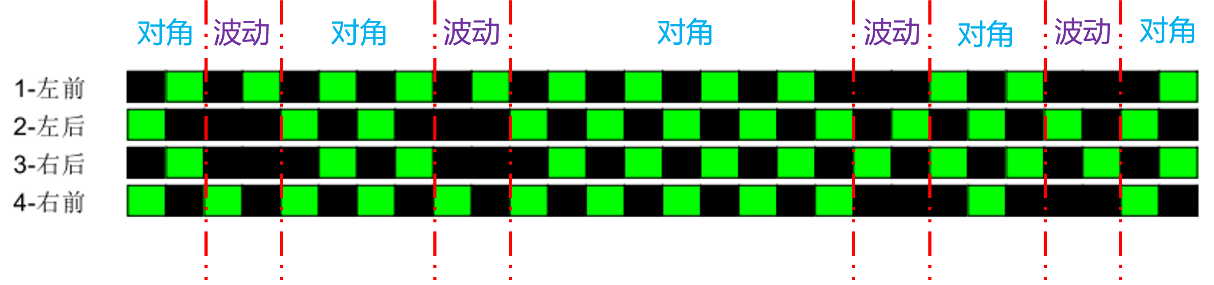 对角 波动 对角 波动 对角 波动 对角 波动 对角
1-左前
2-左后
3-右后
4-右前